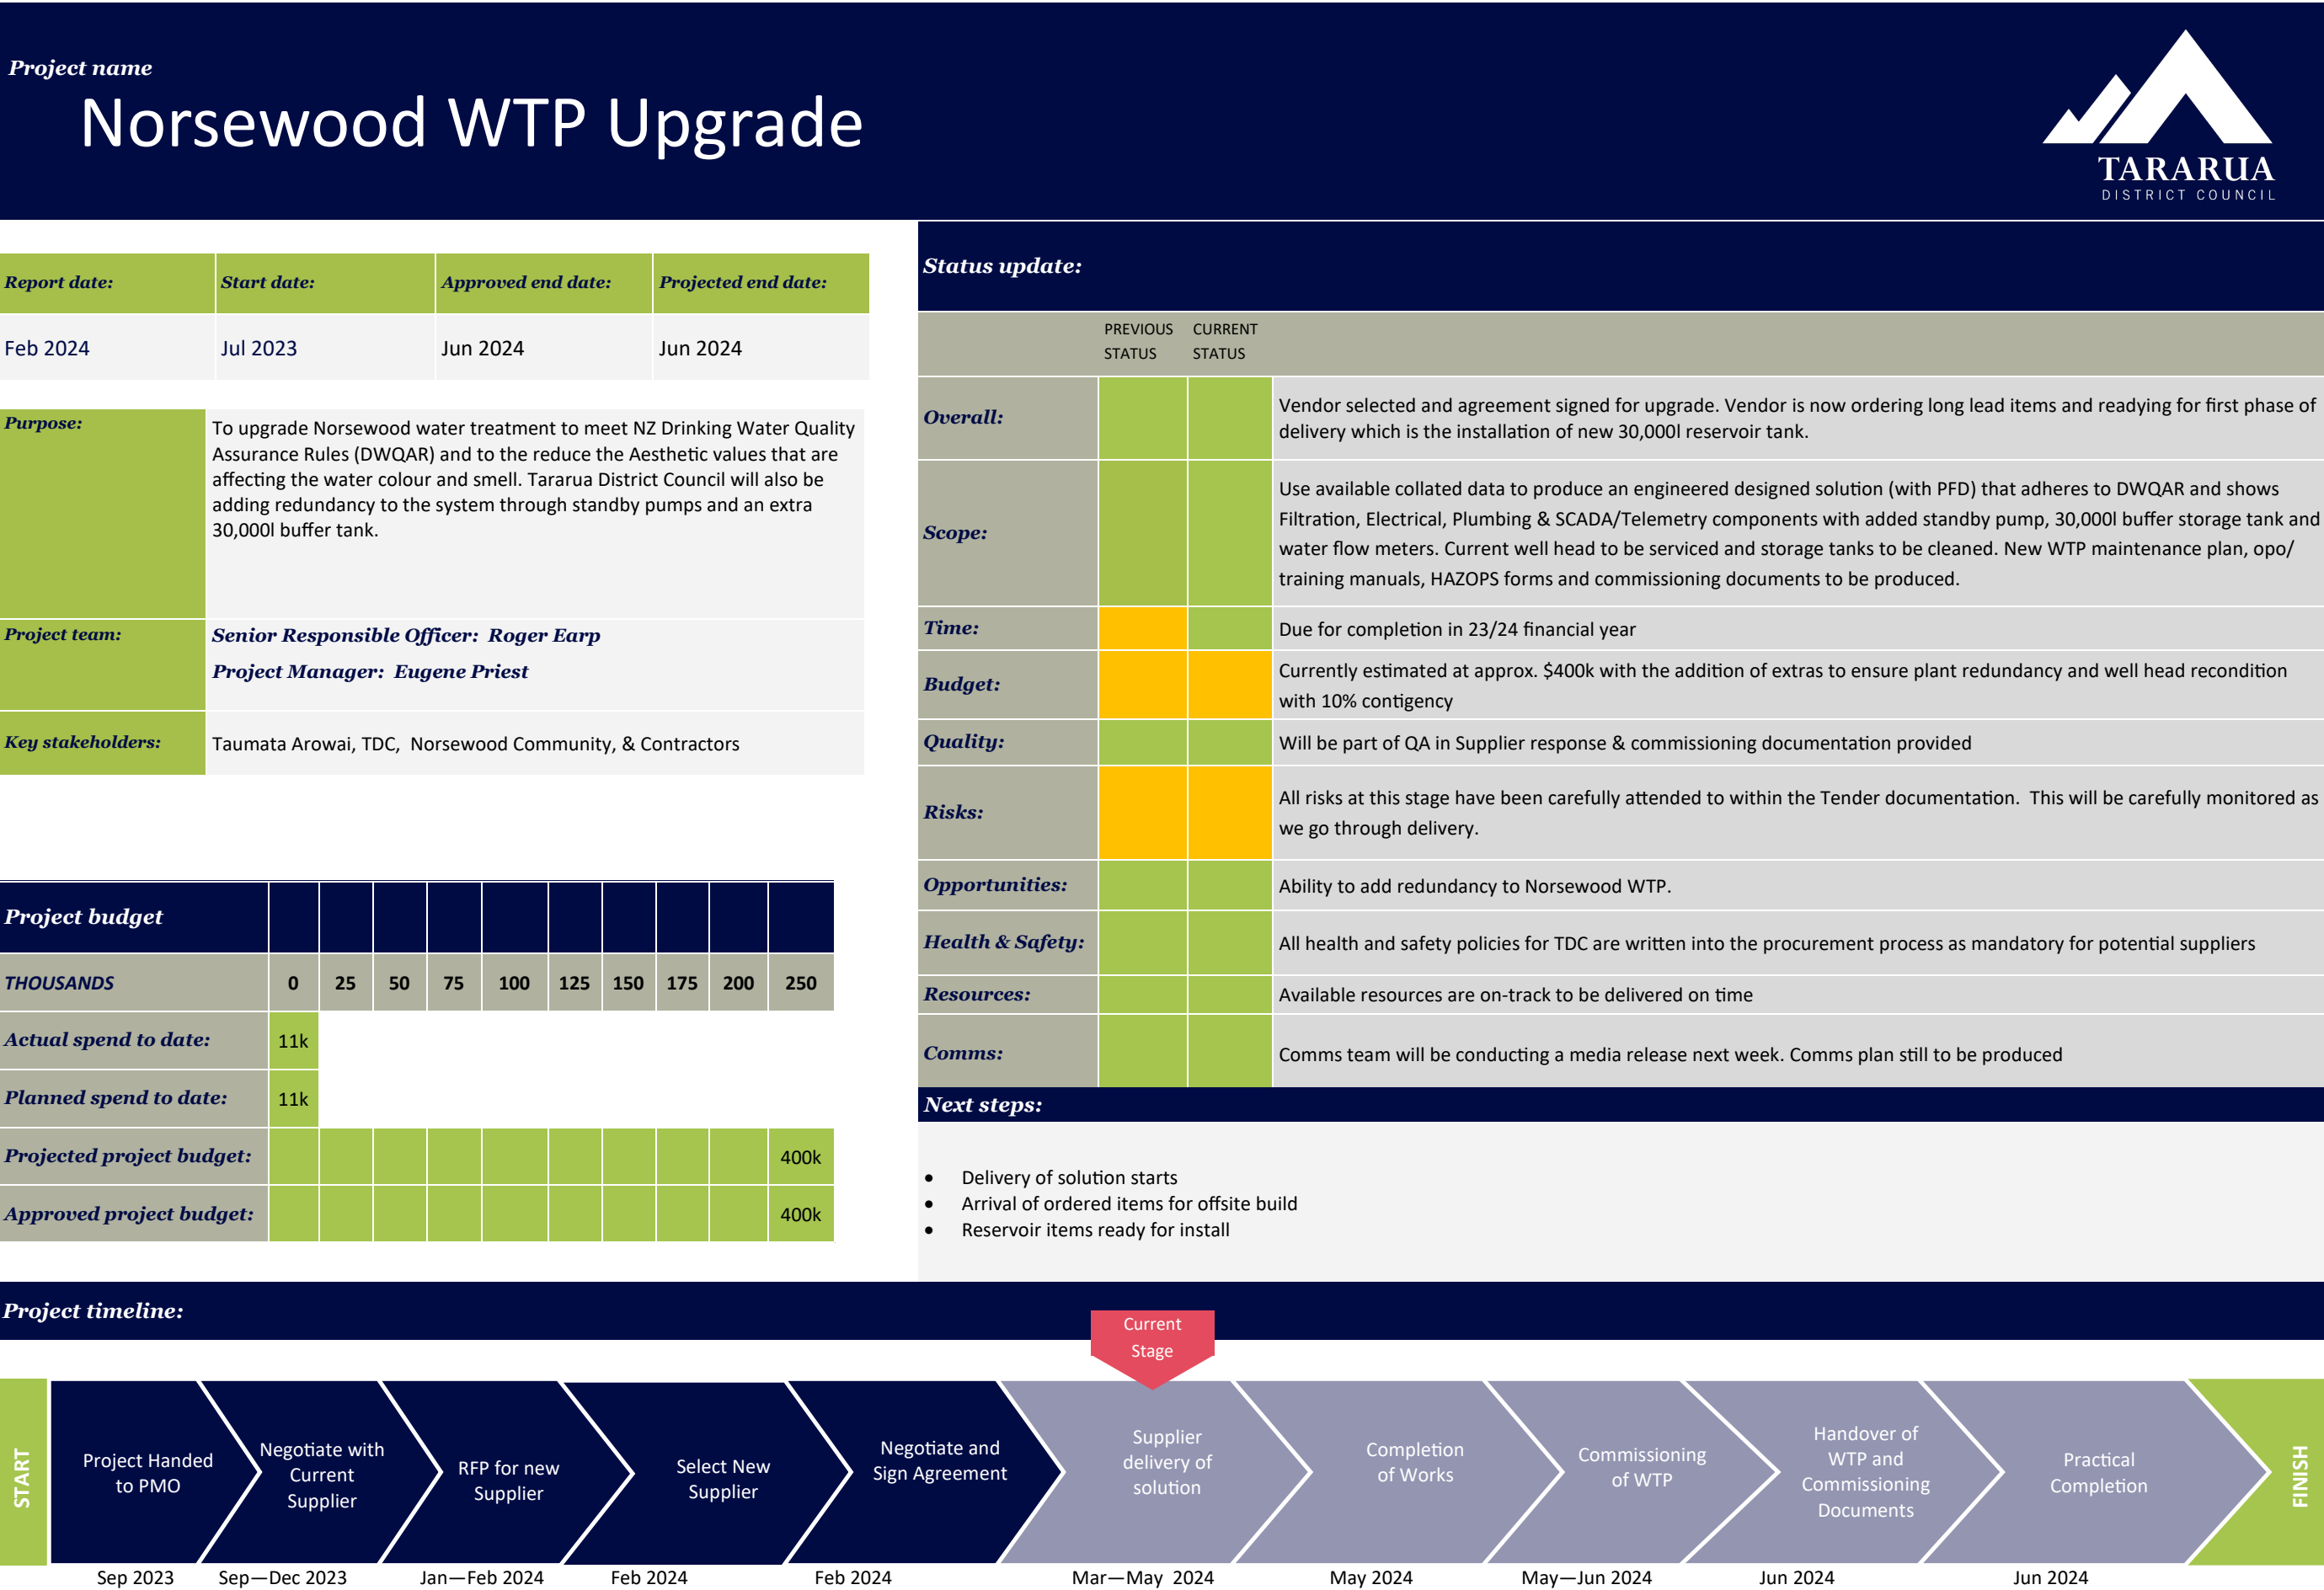 Project name
Norsewood WTP Upgrade
TARARUA
DISTRICT COUNCIL
Report date: Start date: Approved end date: Projected end date:
Feb 2024 Jul 2023 Jun 2024 Jun 2024
Purpose:
To upgrade Norsewood water treatment to meet NZ Drinking Water Quality
Assurance Rules (DWQAR) and to the reduce the Aesthetic values that are
affecting the water colour and smell. Tararua District Council will also be
adding redundancy to the system through standby pumps and an extra
30,000l buffer tank.
Project team:
Senior Responsible Officer: Roger Earp
Project Manager: Eugene Priest
Key stakeholders:
Taumata Arowai, TDC, Norsewood Community, & Contractors
Project budget
THOUSANDS 0 25 50 75 100 125 150 175 200 250
Actual spend to date: 11k
Planned spend to date: 11k
Projected project budget: 400k
Approved project budget: 400k
Status update:
PREVIOUS CURRENT
STATUS STATUS
Overall:
Vendor selected and agreement signed for upgrade. Vendor is now ordering long lead items and readying for first phase of
delivery which is the installation of new 30,000l reservoir tank.
Scope:
Use available collated data to produce an engineered designed solution (with PFD) that adheres to DWQAR and shows
Filtration, Electrical, Plumbing & SCADA/Telemetry components with added standby pump, 30,000l buffer storage tank and
water flow meters. Current well head to be serviced and storage tanks to be cleaned. New WTP maintenance plan, opo/
training manuals, HAZOPS forms and commissioning documents to be produced.
Time:
Due for completion in 23/24 financial year
Budget:
Currently estimated at approx. $400k with the addition of extras to ensure plant redundancy and well head recondition
with 10% contigency
Quality:
Will be part of QA in Supplier response & commissioning documentation provided
Risks:
All risks at this stage have been carefully attended to within the Tender documentation. This will be carefully monitored as
we go through delivery.
Opportunities:
Ability to add redundancy to Norsewood WTP.
Health & Safety:
All health and safety policies for TDC are written into the procurement process as mandatory for potential suppliers
Resources:
Available resources are on-track to be delivered on time
Comms:
Comms team will be conducting a media release next week. Comms plan still to be produced
Next steps:
• Delivery of solution starts
• Arrival of ordered items for offsite build
• Reservoir items ready for install
Project timeline:
Current
Stage
START
Project Handed
to PMO
Negotiate with
Current
Supplier
RFP for new
Supplier
Select New
Supplier
Negotiate and
Sign Agreement
Supplier
delivery of
solution
Completion
of Works
Commissioning
of WTP
Handover of
WTP and
Commissioning
Documents
Practical
Completion
FINISH
Sep 2023 Sep—Dec 2023 Jan—Feb 2024 Feb 2024 Feb 2024 Mar—May 2024 May 2024 May—Jun 2024 Jun 2024 Jun 2024